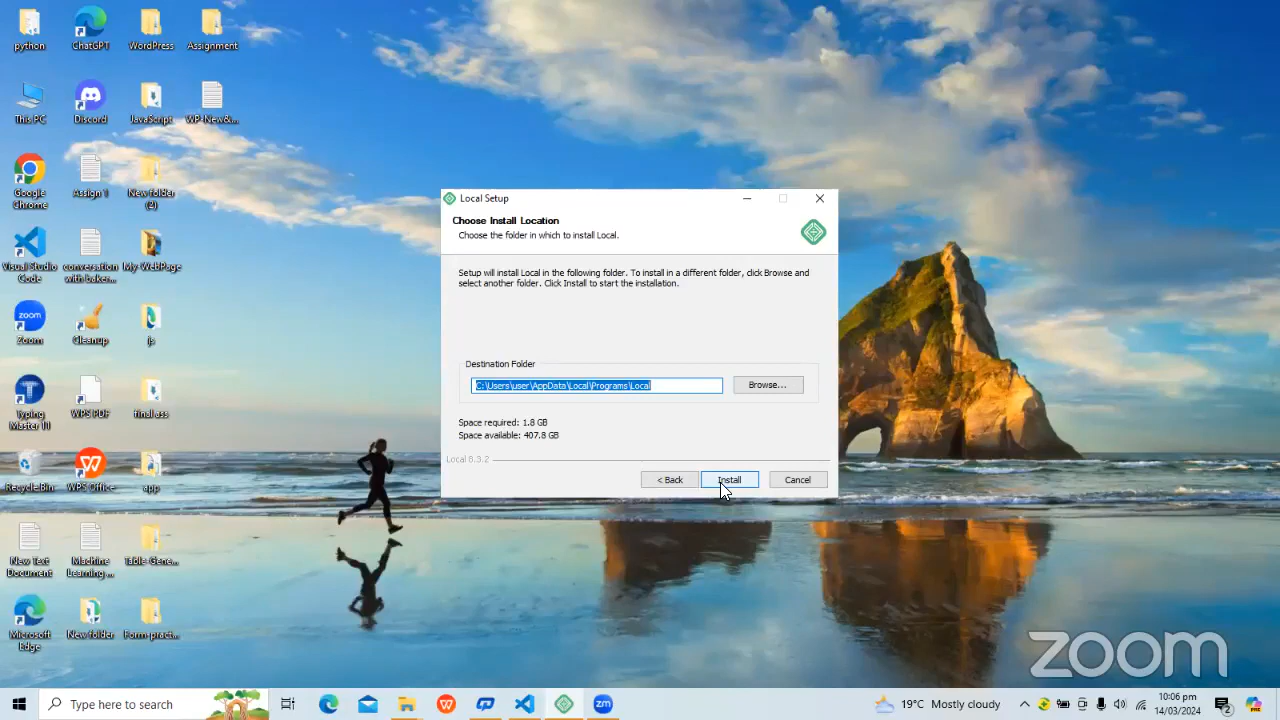 python
ChatGPT
WordPress
Assignment
This PC
Discord
JavaScript
WP-New&...
Google
Chrome
Assign 1
New folder
(2)
Visual Studio
Code
conversation
with baker...
My-WebPage
zoom
Zoom
Cleanup
js
Typing
Master 11
WPS PDF
final ass
Recycle Bin
WPS Office
app
New Text
Document
Machine
Learning ...
Table-Gene...
Microsoft
Edge
New folder
Form-pract...
Local Setup
Choose Install Location
Choose the folder in which to install Local.
Setup will install Local in the following folder. To install in a different folder, click Browse and
select another folder. Click Install to start the installation.
Destination Folder
C:\Users\user\AppData\Local\Programs\Local
Browse...
Space required: 1.8 GB
Space available: 407.8 GB
Local 8.3.2
< Back
Install
Cancel
zoom
Type here to search
zm
19°C Mostly cloudy
10:06 pm
14/03/2024
2